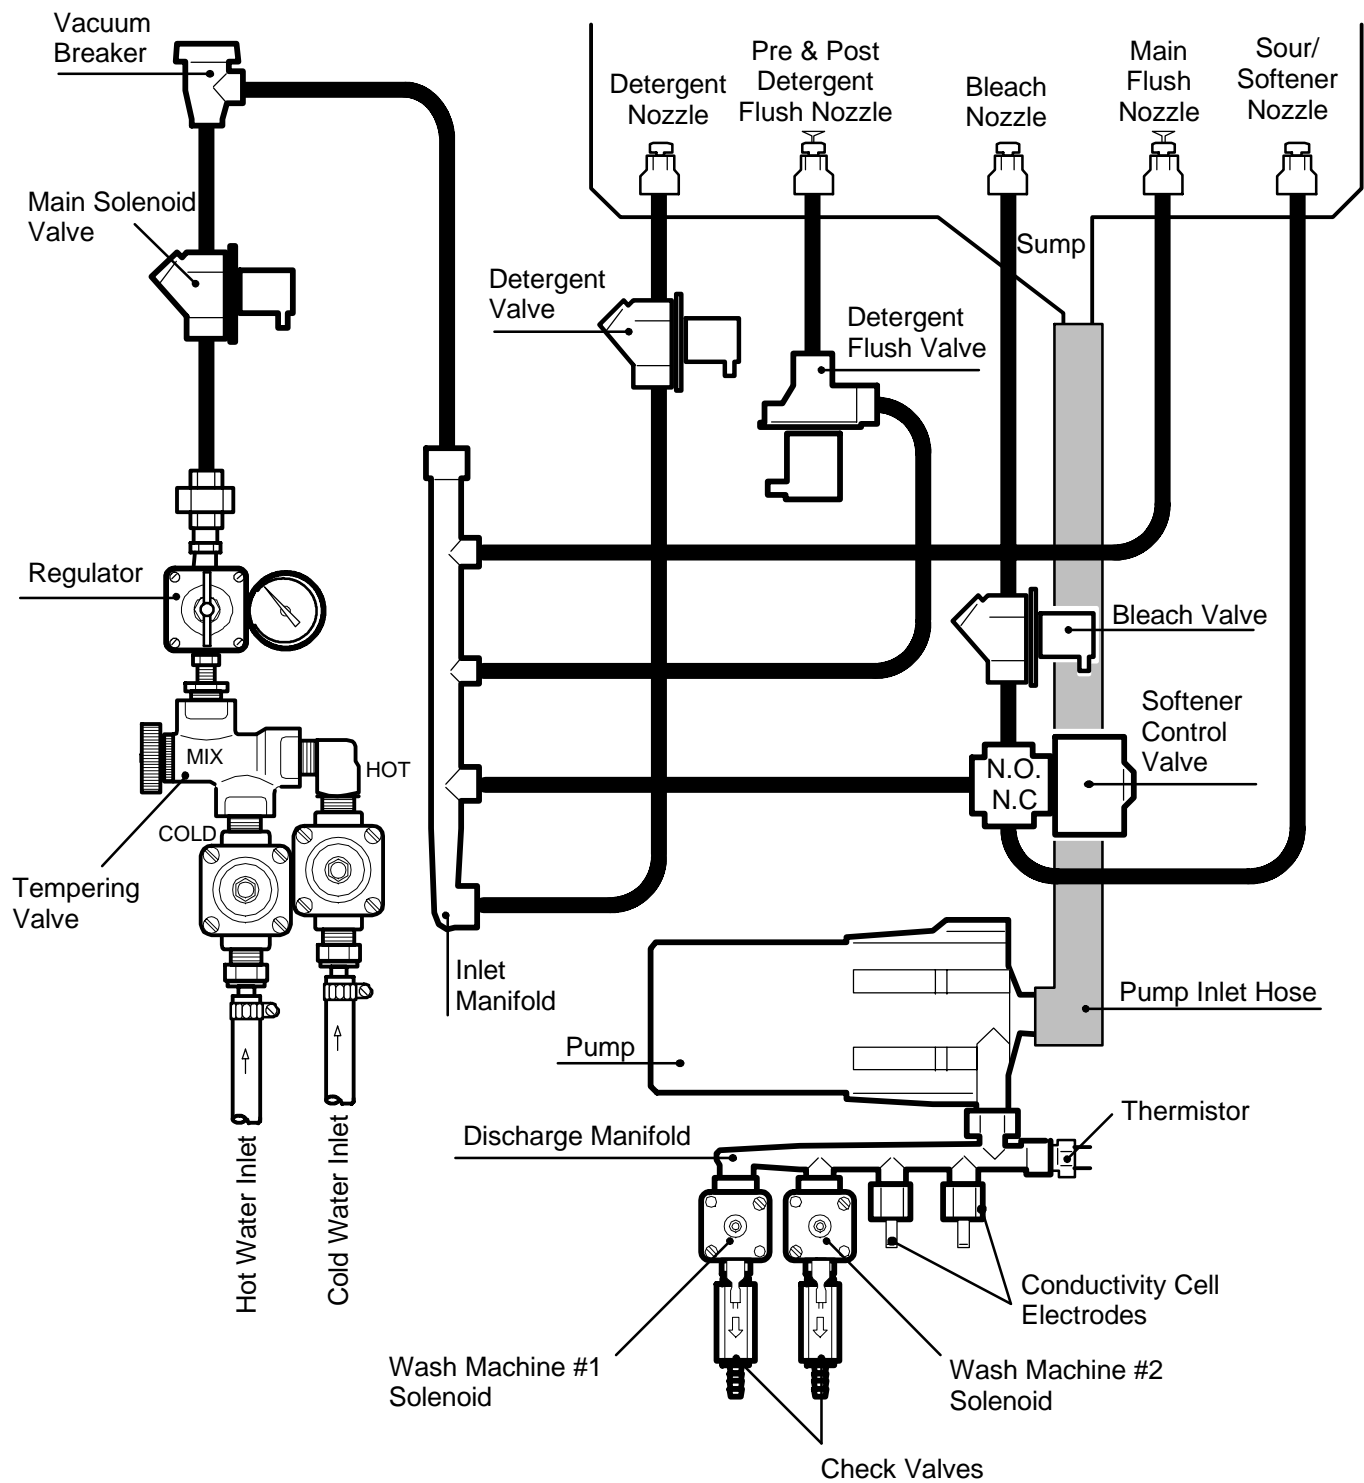 Vacuum
Breaker
Main Solenoid
Valve
Regulator
MIX
HOT
COLD
Tempering
Valve
Hot Water Inlet
Cold Water Inlet
Detergent
Nozzle
Pre & Post
Detergent
Flush Nozzle
Bleach
Nozzle
Main
Flush
Nozzle
Sour/
Softener
Nozzle
Sump
Detergent
Valve
Detergent
Flush Valve
Bleach Valve
Softener
Control
Valve
N.O.
N.C
Inlet
Manifold
Pump Inlet Hose
Pump
Thermistor
Discharge Manifold
Conductivity Cell
Electrodes
Wash Machine #1
Solenoid
Wash Machine #2
Solenoid
Check Valves